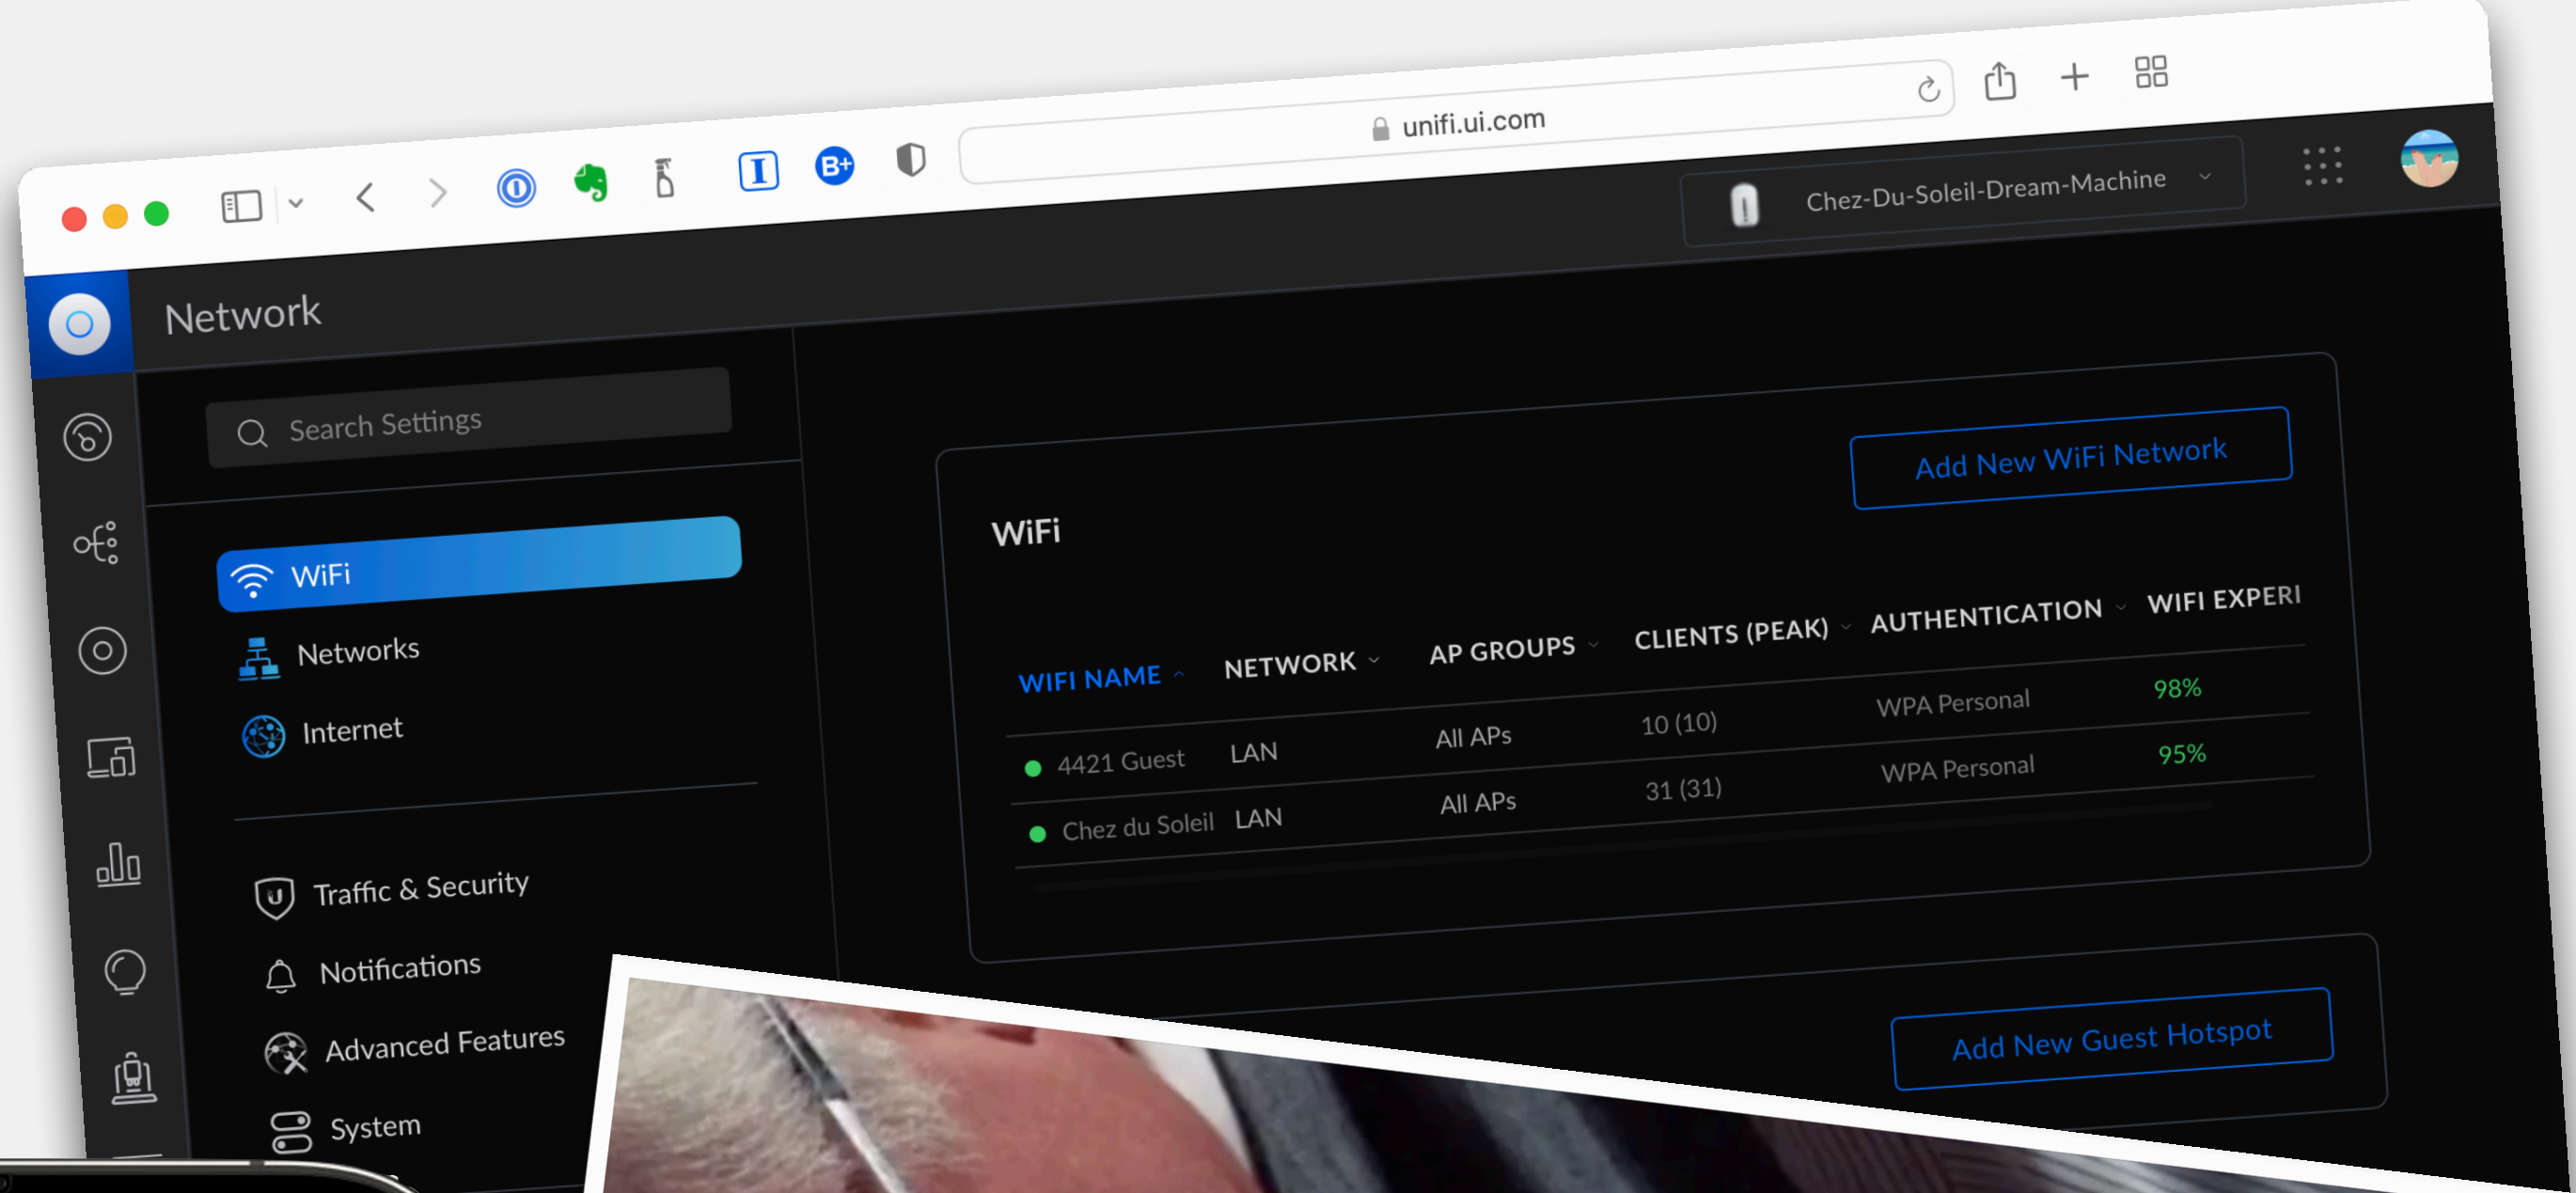 unifi.ui.com
B+
Chez-Du-Soleil-Dream-Machine
Network
Search Settings
WiFi
Networks
Internet
Traffic & Security
Notifications
Advanced Features
System
WiFi
Add New WiFi Network
WIFI NAME NETWORK AP GROUPS CLIENTS (PEAK) AUTHENTICATION WIFI EXPERI
4421 Guest LAN All APs 10 (10) WPA Personal 98%
Chez du Soleil LAN All APs 31 (31) WPA Personal 95%
Add New Guest Hotspot